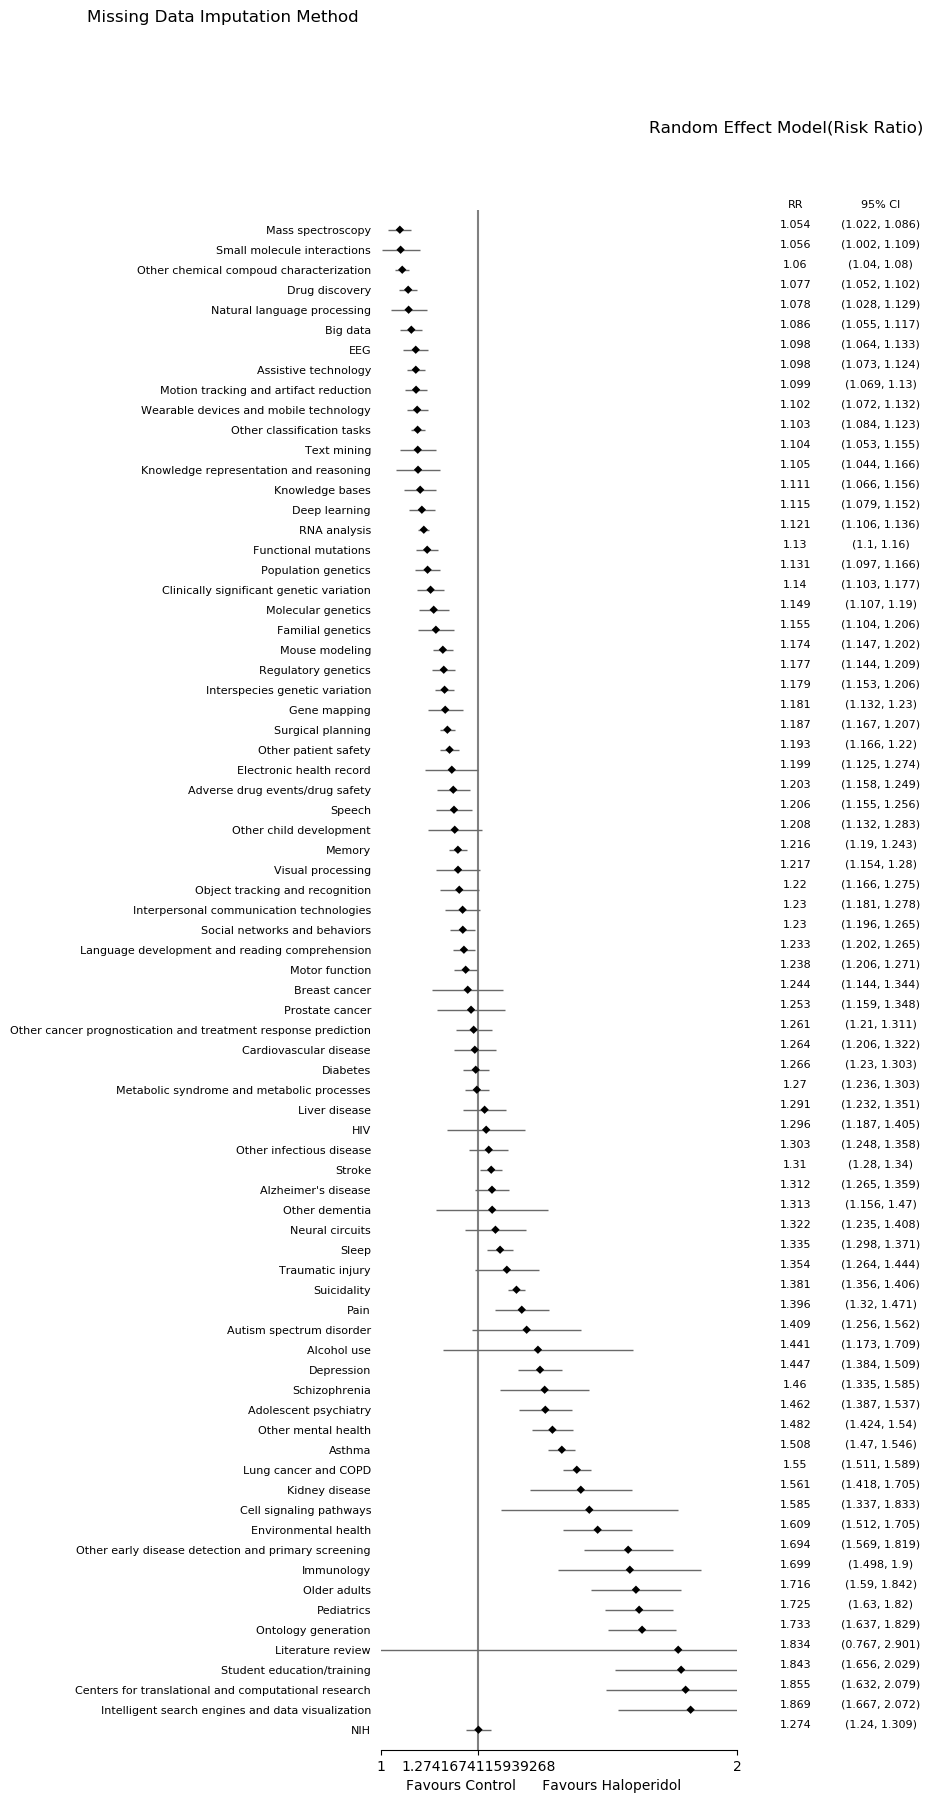 Missing Data Imputation Method
Random Effect Model(Risk Ratio)
RR 95% CI
Mass spectroscopy 1.054 (1.022, 1.086)
Small molecule interactions 1.056 (1.002, 1.109)
Other chemical compoud characterization 1.06 (1.04, 1.08)
Drug discovery 1.077 (1.052, 1.102)
Natural language processing 1.078 (1.028, 1.129)
Big data 1.086 (1.055, 1.117)
EEG 1.098 (1.064, 1.133)
Assistive technology 1.098 (1.073, 1.124)
Motion tracking and artifact reduction 1.099 (1.069, 1.13)
Wearable devices and mobile technology 1.102 (1.072, 1.132)
Other classification tasks 1.103 (1.084, 1.123)
Text mining 1.104 (1.053, 1.155)
Knowledge representation and reasoning 1.105 (1.044, 1.166)
Knowledge bases 1.111 (1.066, 1.156)
Deep learning 1.115 (1.079, 1.152)
RNA analysis 1.121 (1.106, 1.136)
Functional mutations 1.13 (1.1, 1.16)
Population genetics 1.131 (1.097, 1.166)
Clinically significant genetic variation 1.14 (1.103, 1.177)
Molecular genetics 1.149 (1.107, 1.19)
Familial genetics 1.155 (1.104, 1.206)
Mouse modeling 1.174 (1.147, 1.202)
Regulatory genetics 1.177 (1.144, 1.209)
Interspecies genetic variation 1.179 (1.153, 1.206)
Gene mapping 1.181 (1.132, 1.23)
Surgical planning 1.187 (1.167, 1.207)
Other patient safety 1.193 (1.166, 1.22)
Electronic health record 1.199 (1.125, 1.274)
Adverse drug events/drug safety 1.203 (1.158, 1.249)
Speech 1.206 (1.155, 1.256)
Other child development 1.208 (1.132, 1.283)
Memory 1.216 (1.19, 1.243)
Visual processing 1.217 (1.154, 1.28)
Object tracking and recognition 1.22 (1.166, 1.275)
Interpersonal communication technologies 1.23 (1.181, 1.278)
Social networks and behaviors 1.23 (1.196, 1.265)
Language development and reading comprehension 1.233 (1.202, 1.265)
Motor function 1.238 (1.206, 1.271)
Breast cancer 1.244 (1.144, 1.344)
Prostate cancer 1.253 (1.159, 1.348)
Other cancer prognostication and treatment response prediction 1.261 (1.21, 1.311)
Cardiovascular disease 1.264 (1.206, 1.322)
Diabetes 1.266 (1.23, 1.303)
Metabolic syndrome and metabolic processes 1.27 (1.236, 1.303)
Liver disease 1.291 (1.232, 1.351)
HIV 1.296 (1.187, 1.405)
Other infectious disease 1.303 (1.248, 1.358)
Stroke 1.31 (1.28, 1.34)
Alzheimer's disease 1.312 (1.265, 1.359)
Other dementia 1.313 (1.156, 1.47)
Neural circuits 1.322 (1.235, 1.408)
Sleep 1.335 (1.298, 1.371)
Traumatic injury 1.354 (1.264, 1.444)
Suicidality 1.381 (1.356, 1.406)
Pain 1.396 (1.32, 1.471)
Autism spectrum disorder 1.409 (1.256, 1.562)
Alcohol use 1.441 (1.173, 1.709)
Depression 1.447 (1.384, 1.509)
Schizophrenia 1.46 (1.335, 1.585)
Adolescent psychiatry 1.462 (1.387, 1.537)
Other mental health 1.482 (1.424, 1.54)
Asthma 1.508 (1.47, 1.546)
Lung cancer and COPD 1.55 (1.511, 1.589)
Kidney disease 1.561 (1.418, 1.705)
Cell signaling pathways 1.585 (1.337, 1.833)
Environmental health 1.609 (1.512, 1.705)
Other early disease detection and primary screening 1.694 (1.569, 1.819)
Immunology 1.699 (1.498, 1.9)
Older adults 1.716 (1.59, 1.842)
Pediatrics 1.725 (1.63, 1.82)
Ontology generation 1.733 (1.637, 1.829)
Literature review 1.834 (0.767, 2.901)
Student education/training 1.843 (1.656, 2.029)
Centers for translational and computational research 1.855 (1.632, 2.079)
Intelligent search engines and data visualization 1.869 (1.667, 2.072)
NIH 1.274 (1.24, 1.309)
1 1.2741674115939268 2
Favours Control Favours Haloperidol